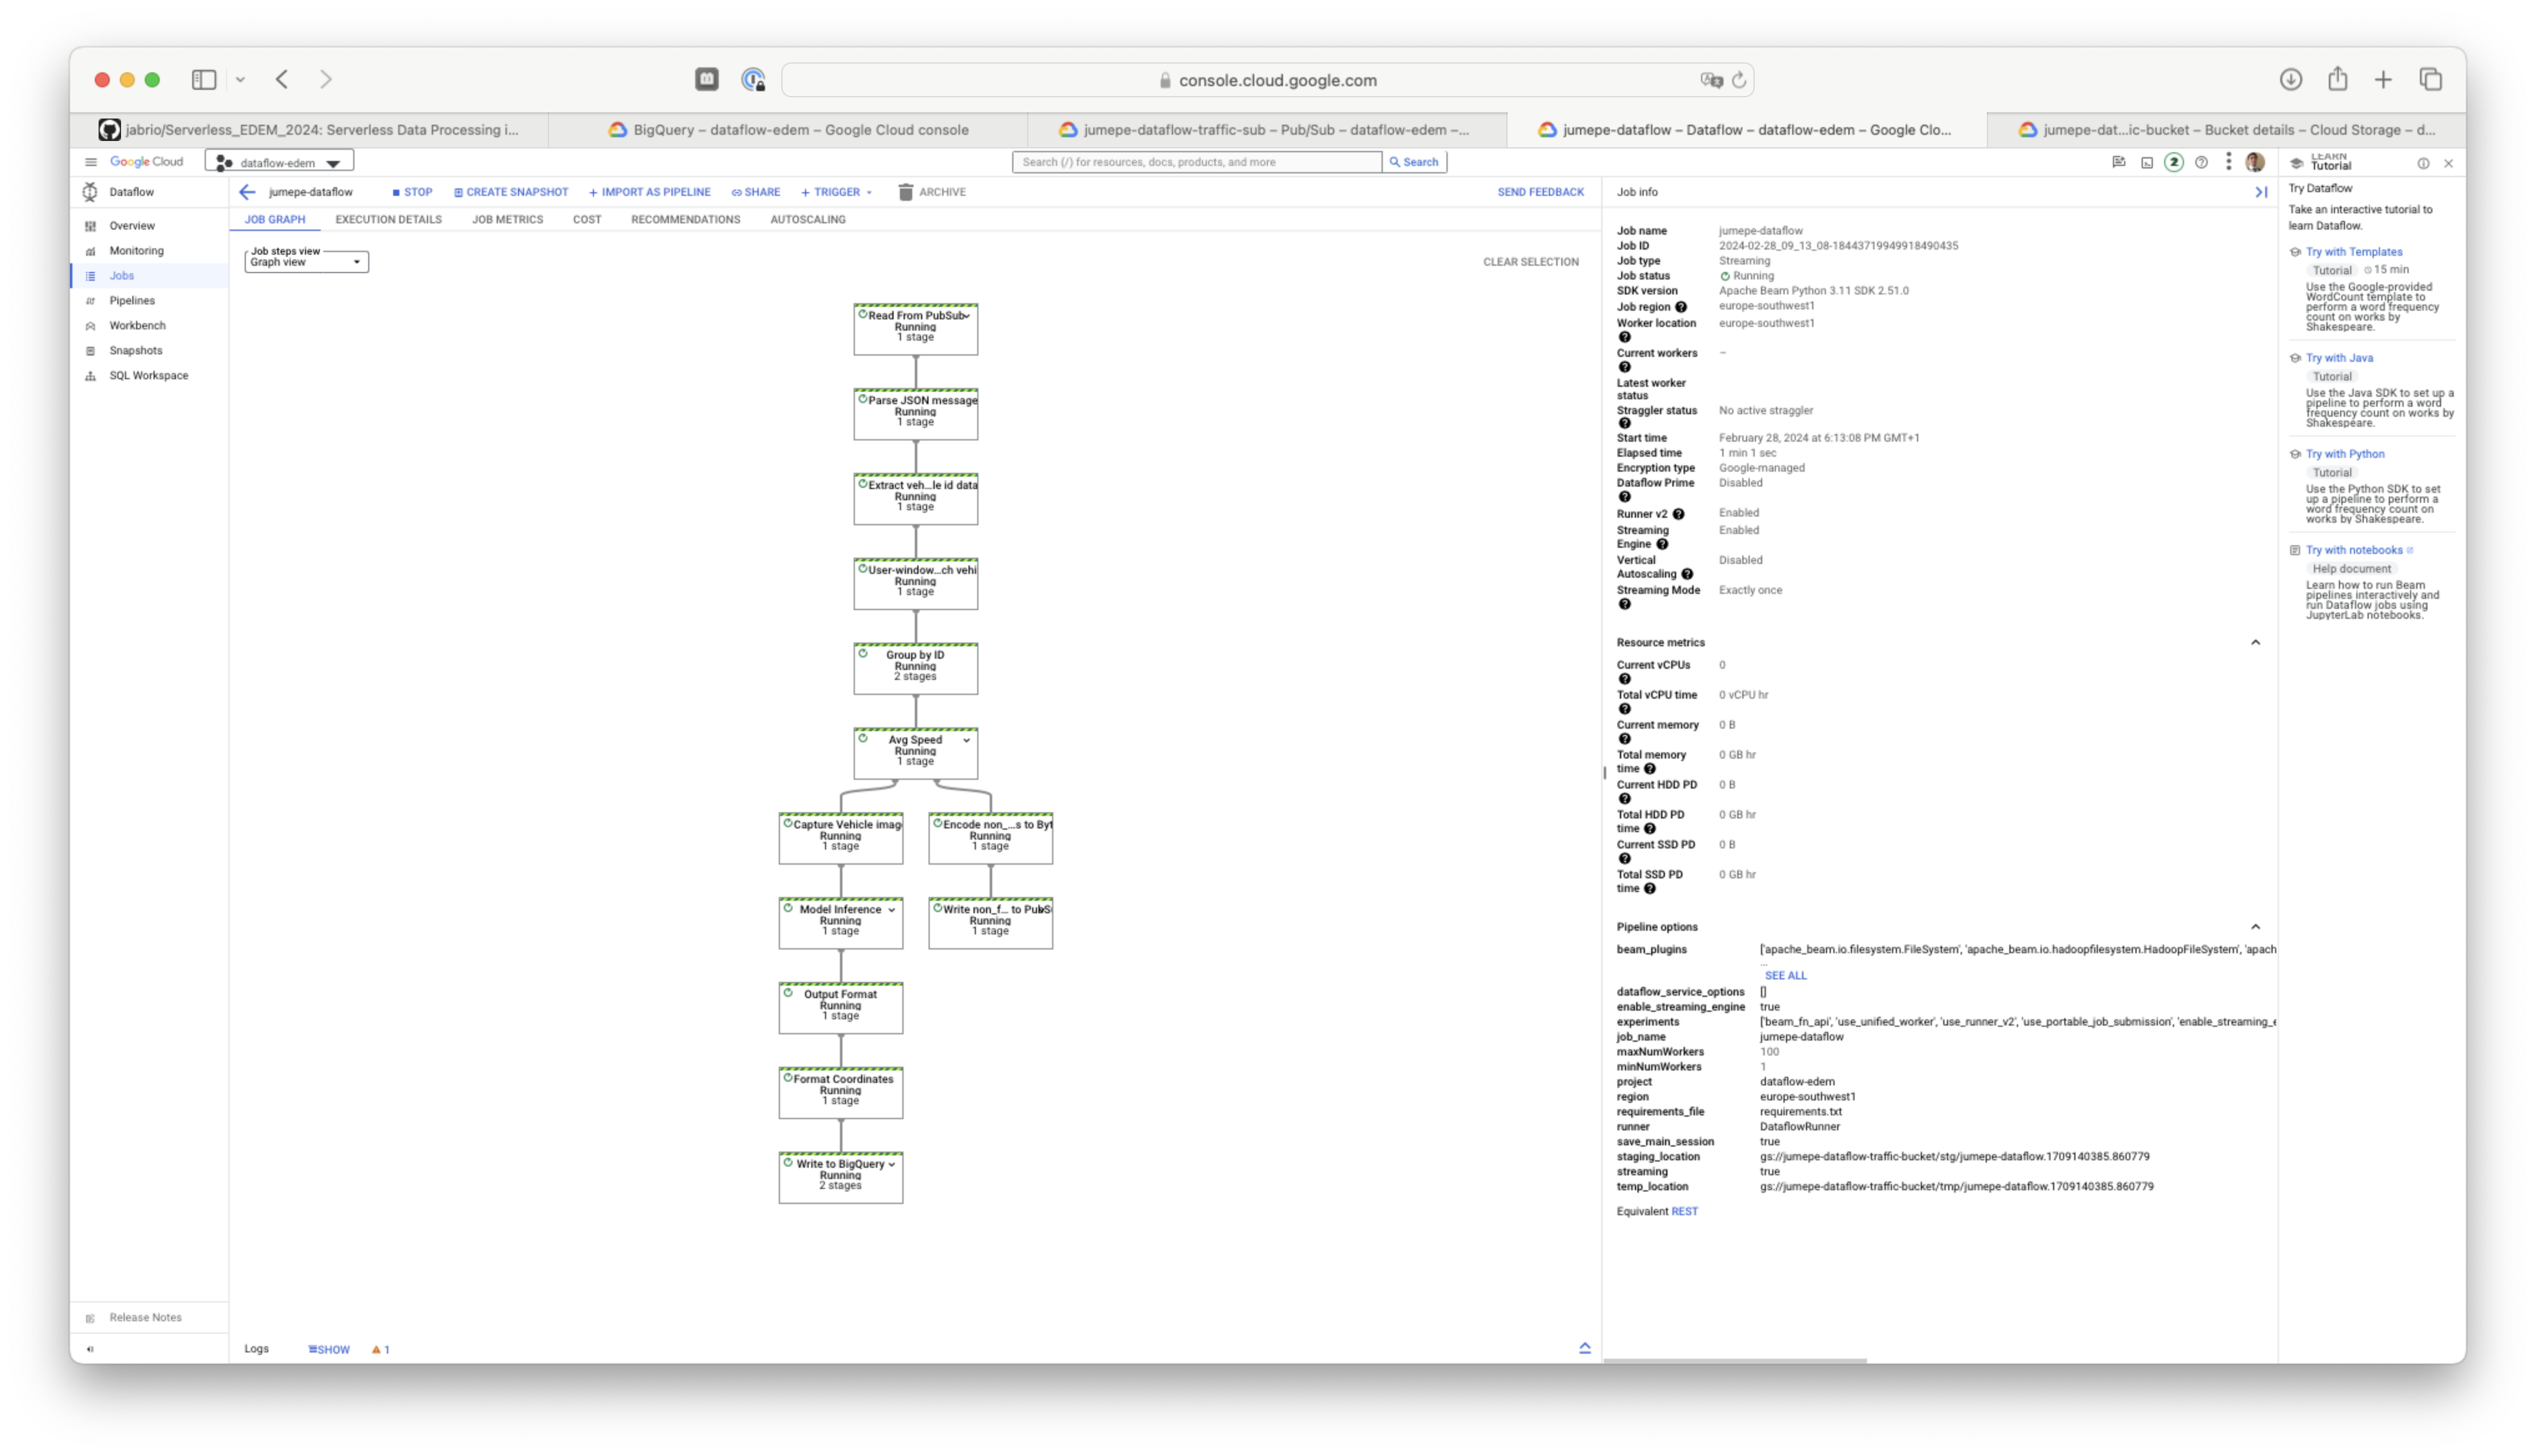 console.cloud.google.com
jabrio/Serverless_EDEM_2024: Serverless Data Processing i...
BigQuery – dataflow-edem – Google Cloud console
jumepe-dataflow-traffic-sub – Pub/Sub – dataflow-edem –...
jumepe-dataflow – Dataflow – dataflow-edem – Google Clo...
jumepe-dat...ic-bucket – Bucket details – Cloud Storage – d...
Google Cloud
dataflow-edem
Search (/) for resources, docs, products, and more
Search
2
LEARN
Tutorial
Dataflow
Overview
Monitoring
Jobs
Pipelines
Workbench
Snapshots
SQL Workspace
Release Notes
jumepe-dataflow
STOP
CREATE SNAPSHOT
IMPORT AS PIPELINE
SHARE
TRIGGER
ARCHIVE
SEND FEEDBACK
JOB GRAPH
EXECUTION DETAILS
JOB METRICS
COST
RECOMMENDATIONS
AUTOSCALING
Job steps view
Graph view
CLEAR SELECTION
Read From PubSub
Running
1 stage
Parse JSON message
Running
1 stage
Extract veh...le id data
Running
1 stage
User-window...ch vehi
Running
1 stage
Group by ID
Running
2 stages
Avg Speed
Running
1 stage
Capture Vehicle imag
Running
1 stage
Encode non_...s to Byt
Running
1 stage
Model Inference
Running
1 stage
Write non_f... to PubS
Running
1 stage
Output Format
Running
1 stage
Format Coordinates
Running
1 stage
Write to BigQuery
Running
2 stages
Logs
SHOW
1
Job info
Job name jumepe-dataflow
Job ID 2024-02-28_09_13_08-18443719949918490435
Job type Streaming
Job status Running
SDK version Apache Beam Python 3.11 SDK 2.51.0
Job region europe-southwest1
Worker location europe-southwest1
Current workers –
Latest worker
status
Straggler status No active straggler
Start time February 28, 2024 at 6:13:08 PM GMT+1
Elapsed time 1 min 1 sec
Encryption type Google-managed
Dataflow Prime Disabled
Runner v2 Enabled
Streaming Enabled
Engine
Vertical Disabled
Autoscaling
Streaming Mode Exactly once
Resource metrics
Current vCPUs 0
Total vCPU time 0 vCPU hr
Current memory 0 B
Total memory 0 GB hr
time
Current HDD PD 0 B
Total HDD PD 0 GB hr
time
Current SSD PD 0 B
Total SSD PD 0 GB hr
time
Pipeline options
beam_plugins ['apache_beam.io.filesystem.FileSystem', 'apache_beam.io.hadoopfilesystem.HadoopFileSystem', 'apach
...
SEE ALL
dataflow_service_options []
enable_streaming_engine true
experiments ['beam_fn_api', 'use_unified_worker', 'use_runner_v2', 'use_portable_job_submission', 'enable_streaming_e
job_name jumepe-dataflow
maxNumWorkers 100
minNumWorkers 1
project dataflow-edem
region europe-southwest1
requirements_file requirements.txt
runner DataflowRunner
save_main_session true
staging_location gs://jumepe-dataflow-traffic-bucket/stg/jumepe-dataflow.1709140385.860779
streaming true
temp_location gs://jumepe-dataflow-traffic-bucket/tmp/jumepe-dataflow.1709140385.860779
Equivalent REST
Try Dataflow
Take an interactive tutorial to
learn Dataflow.
Try with Templates
Tutorial 15 min
Use the Google-provided
WordCount template to
perform a word frequency
count on works by
Shakespeare.
Try with Java
Tutorial
Use the Java SDK to set up a
pipeline to perform a word
frequency count on works by
Shakespeare.
Try with Python
Tutorial
Use the Python SDK to set
up a pipeline to perform a
word frequency count on
works by Shakespeare.
Try with notebooks
Help document
Learn how to run Beam
pipelines interactively and
run Dataflow jobs using
JupyterLab notebooks.